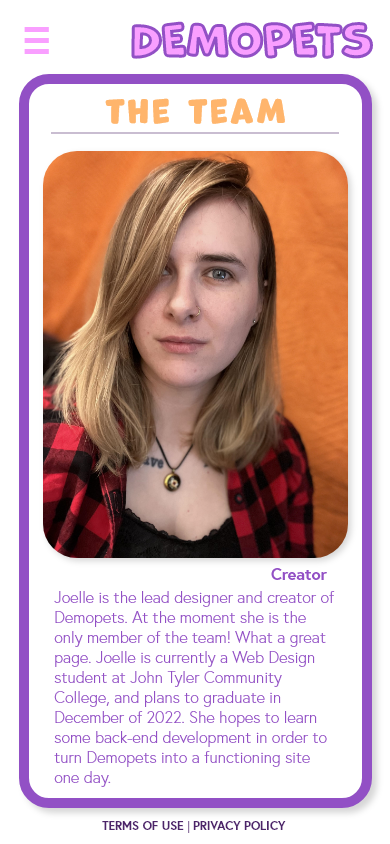 DEMOPETS
THE TEAM
Creator
Joelle is the lead designer and creator of
Demopets. At the moment she is the
only member of the team! What a great
page. Joelle is currently a Web Design
student at John Tyler Community
College, and plans to graduate in
December of 2022. She hopes to learn
some back-end development in order to
turn Demopets into a functioning site
one day.
TERMS OF USE | PRIVACY POLICY